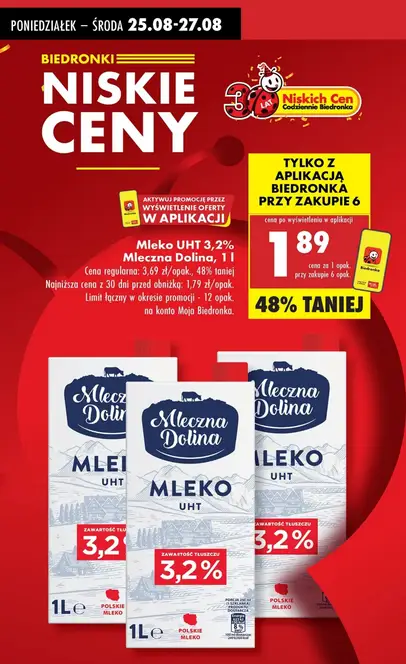 PONIEDZIAŁEK – ŚRODA 25.08-27.08
BIEDRONKI
NISKIE
CENY
30 LAT
Niskich Cen
Codziennie Biedronka
TYLKO Z
APLIKACJĄ
BIEDRONKA
PRZY ZAKUPIE 6
cena po wyświetleniu w aplikacji
1 89
cena za 1 opak.
przy zakupie 6 opak.
Biedronka
48% TANIEJ
AKTYWUJ PROMOCJĘ PRZEZ
WYŚWIETLENIE OFERTY
W APLIKACJI
Mleko UHT 3,2%
Mleczna Dolina, 1 l
Cena regularna: 3,69 zł/opak., 48% taniej
Najniższa cena z 30 dni przed obniżką: 1,79 zł/opak.
Limit łączny w okresie promocji - 12 opak.
na konto Moja Biedronka.
Mleczna
Dolina
MLE
UHT
ZAWARTOŚĆ TŁU
3,2
POLSKIE
MLEKO
1L e
Mleczna
Dolina
MLEKO
UHT
ZAWARTOŚĆ TŁUSZCZU
3,2%
POLSKIE
MLEKO
1L e
8%
Mleczna
Dolina
LEKO
UHT
TŁUSZCZU
3,2%
POLSKIE
MLEKO